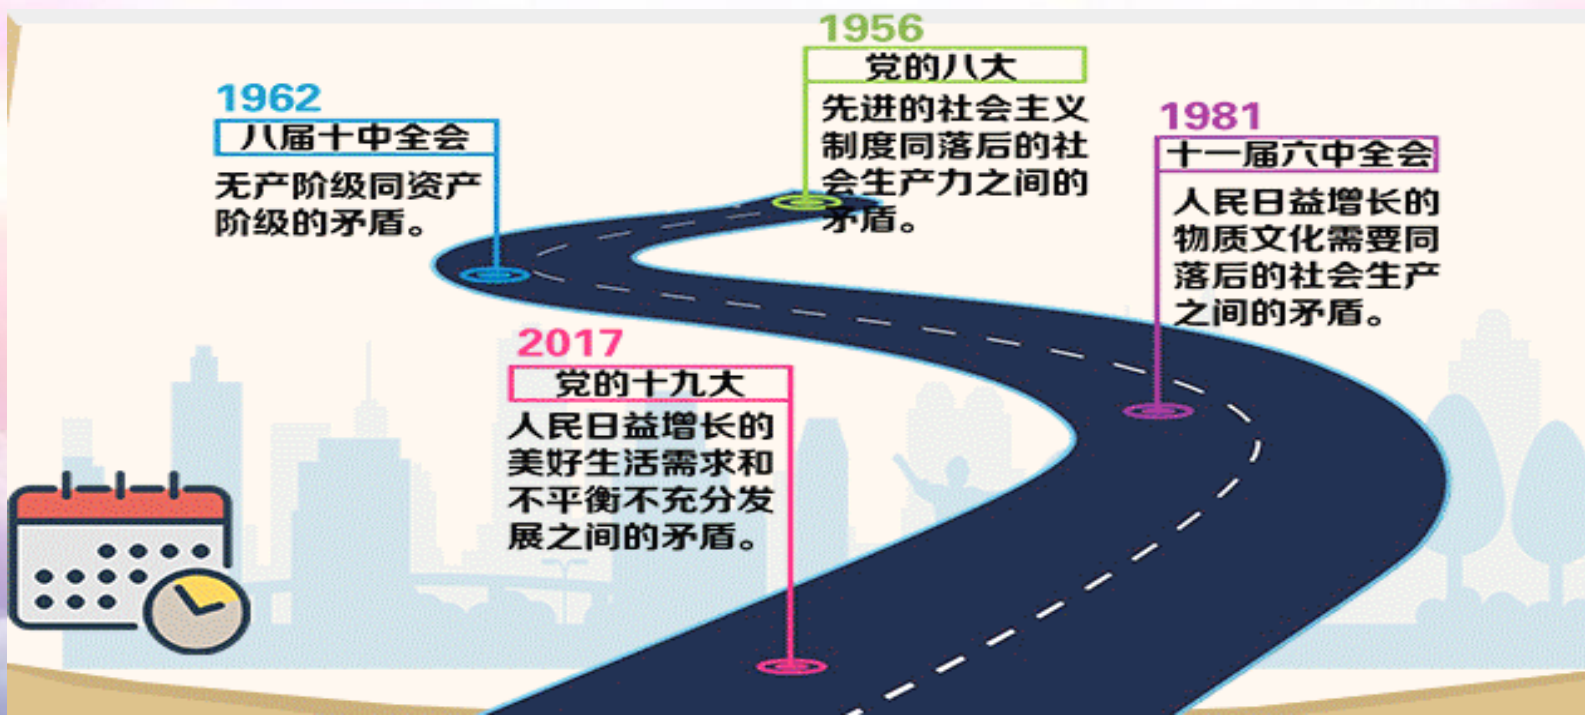 1956
党的八大
先进的社会主义
制度同落后的社
会生产力之间的
矛盾。
1962
八届十中全会
无产阶级同资产
阶级的矛盾。
1981
十一届六中全会
人民日益增长的
物质文化需要同
落后的社会生产
之间的矛盾。
2017
党的十九大
人民日益增长的
美好生活需求和
不平衡不充分发
展之间的矛盾。